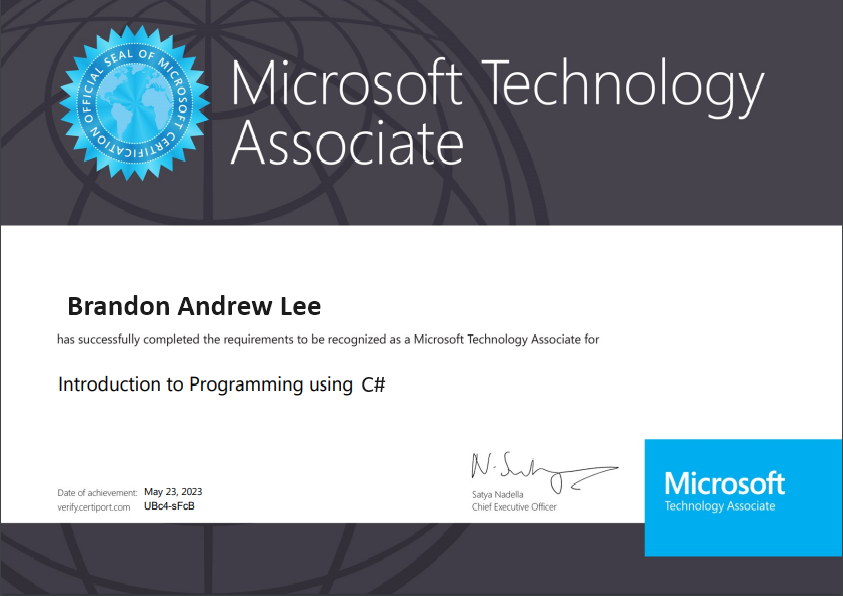 OFFICIAL SEAL OF MICROSOFT CERTIFICATION
Microsoft Technology
Associate
Brandon Andrew Lee
has successfully completed the requirements to be recognized as a Microsoft Technology Associate for
Introduction to Programming using C#
Date of achievement: May 23, 2023
verify.certiport.com UBc4-sFcB
Satya Nadella
Chief Executive Officer
Microsoft
Technology Associate